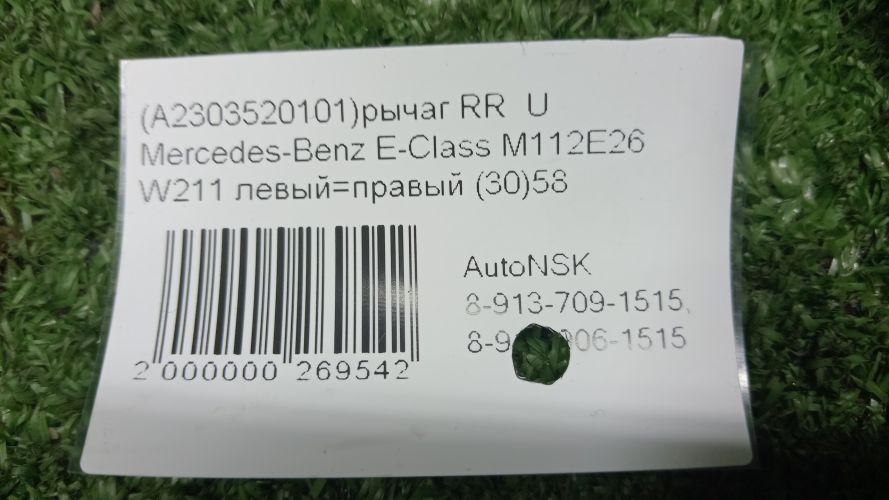 (A2303520101)рычаг RR U
Mercedes-Benz E-Class M112E26
W211 левый=правый (30)58
AutoNSK
8-913-709-1515,
2 000000 269542